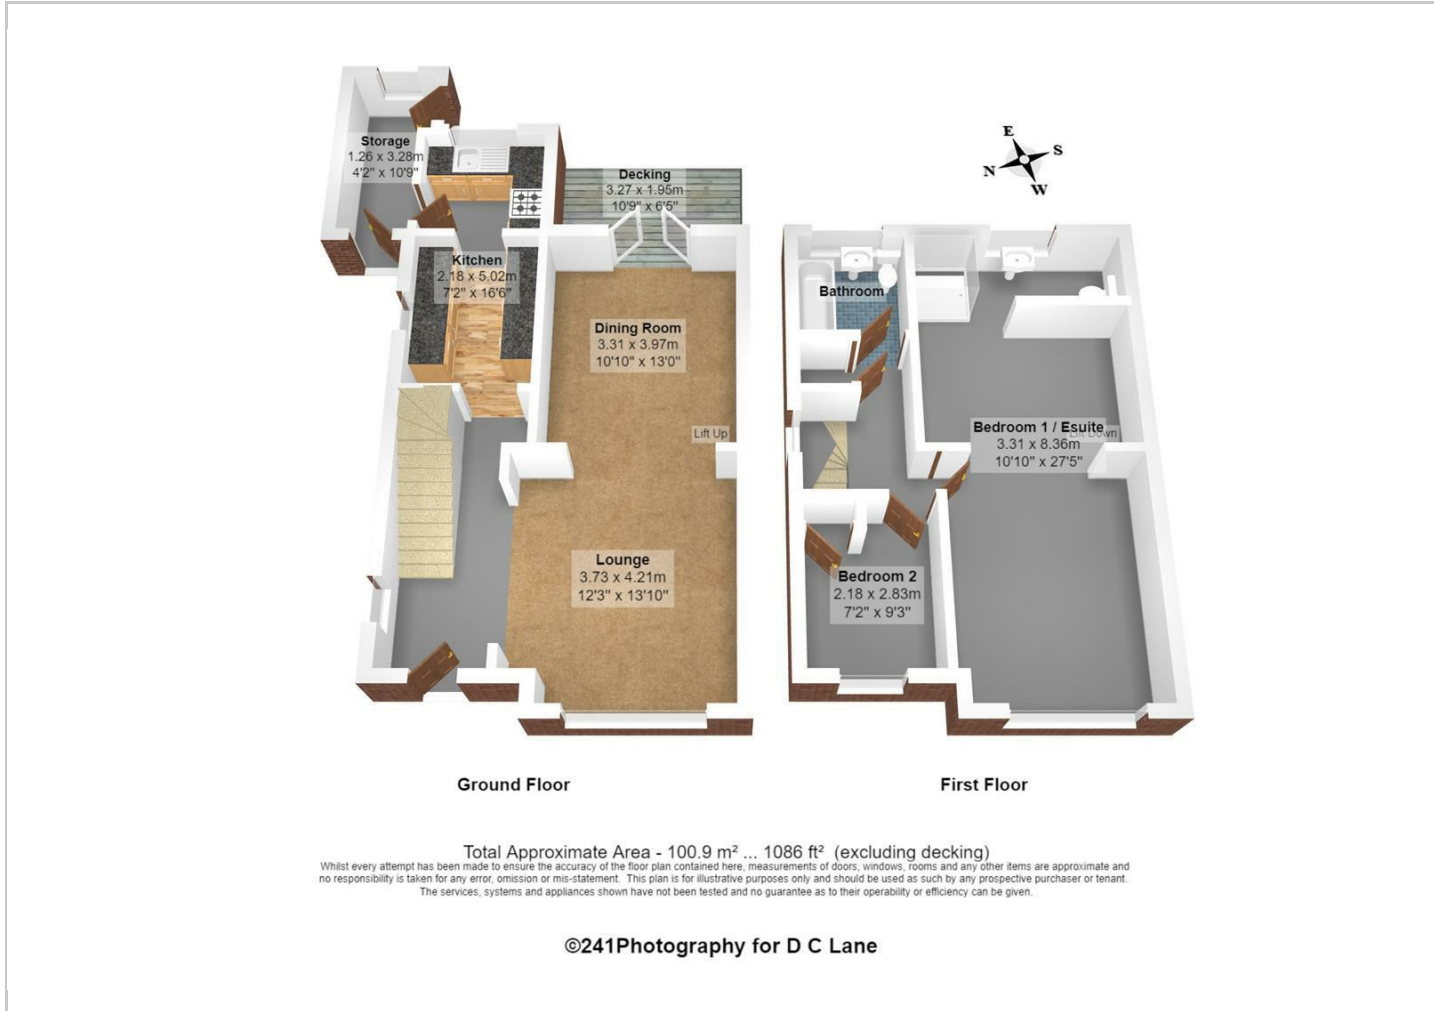 Storage
1.26 x 3.28m
4'2" x 10'9"
Decking
3.27 x 1.95m
10'9" x 6'5"
Kitchen
2.18 x 5.02m
7'2" x 16'6"
Dining Room
3.31 x 3.97m
10'10" x 13'0"
Lift Up
Lounge
3.73 x 4.21m
12'3" x 13'10"
E
S
N
W
Bathroom
Bedroom 1 / Esuite
3.31 x 8.36m
10'10" x 27'5"
Lift Down
Bedroom 2
2.18 x 2.83m
7'2" x 9'3"
Ground Floor
First Floor
Total Approximate Area - 100.9 m² ... 1086 ft² (excluding decking)
Whilst every attempt has been made to ensure the accuracy of the floor plan contained here, measurements of doors, windows, rooms and any other items are approximate and
no responsibility is taken for any error, omission or mis-statement. This plan is for illustrative purposes only and should be used as such by any prospective purchaser or tenant.
The services, systems and appliances shown have not been tested and no guarantee as to their operability or efficiency can be given.
©241Photography for D C Lane